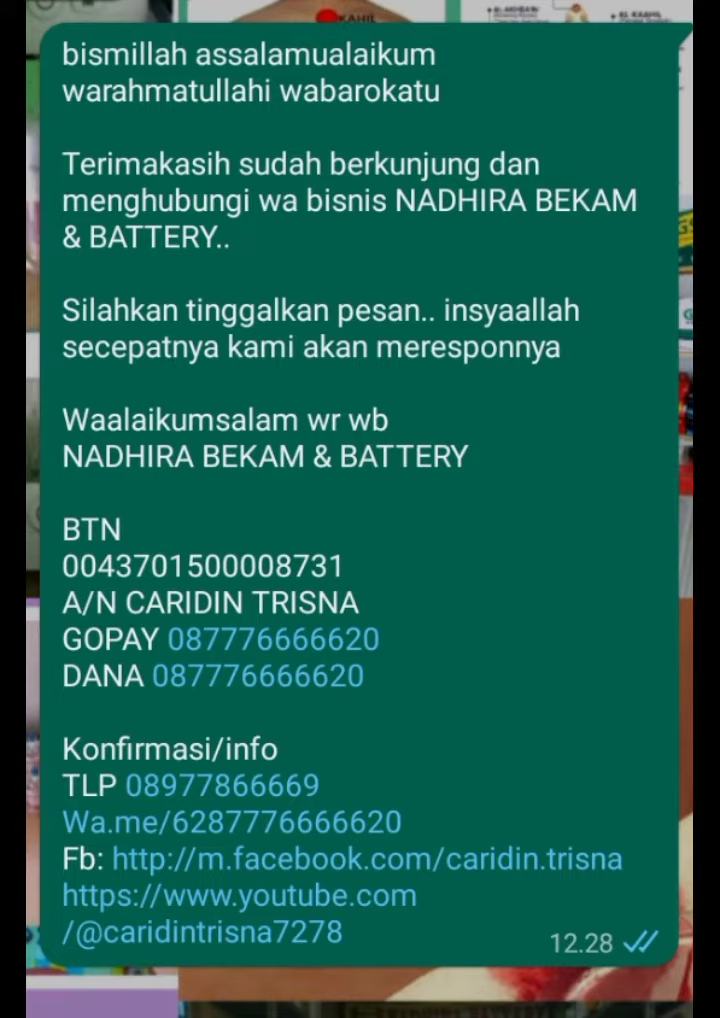 KAHIL
bismillah assalamualaikum
warahmatullahi wabarokatu
Terimakasih sudah berkunjung dan
menghubungi wa bisnis NADHIRA BEKAM
& BATTERY..
Silahkan tinggalkan pesan.. insyaallah
secepatnya kami akan meresponnya
Waalaikumsalam wr wb
NADHIRA BEKAM & BATTERY
BTN
0043701500008731
A/N CARIDIN TRISNA
GOPAY 087776666620
DANA 087776666620
Konfirmasi/info
TLP 08977866669
Wa.me/6287776666620
Fb: http://m.facebook.com/caridin.trisna
https://www.youtube.com
/@caridintrisna7278
12.28